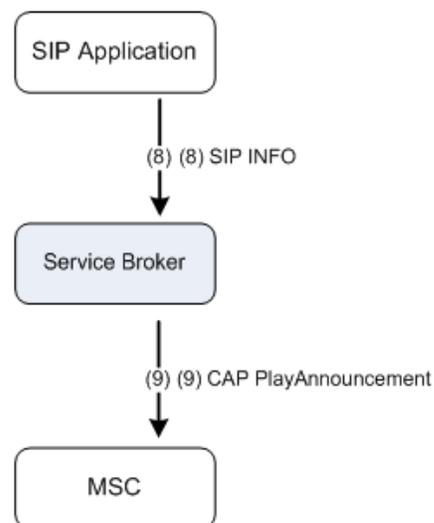 SIP Application
(8) (8) SIP INFO
Service Broker
(9) (9) CAP PlayAnnouncement
MSC